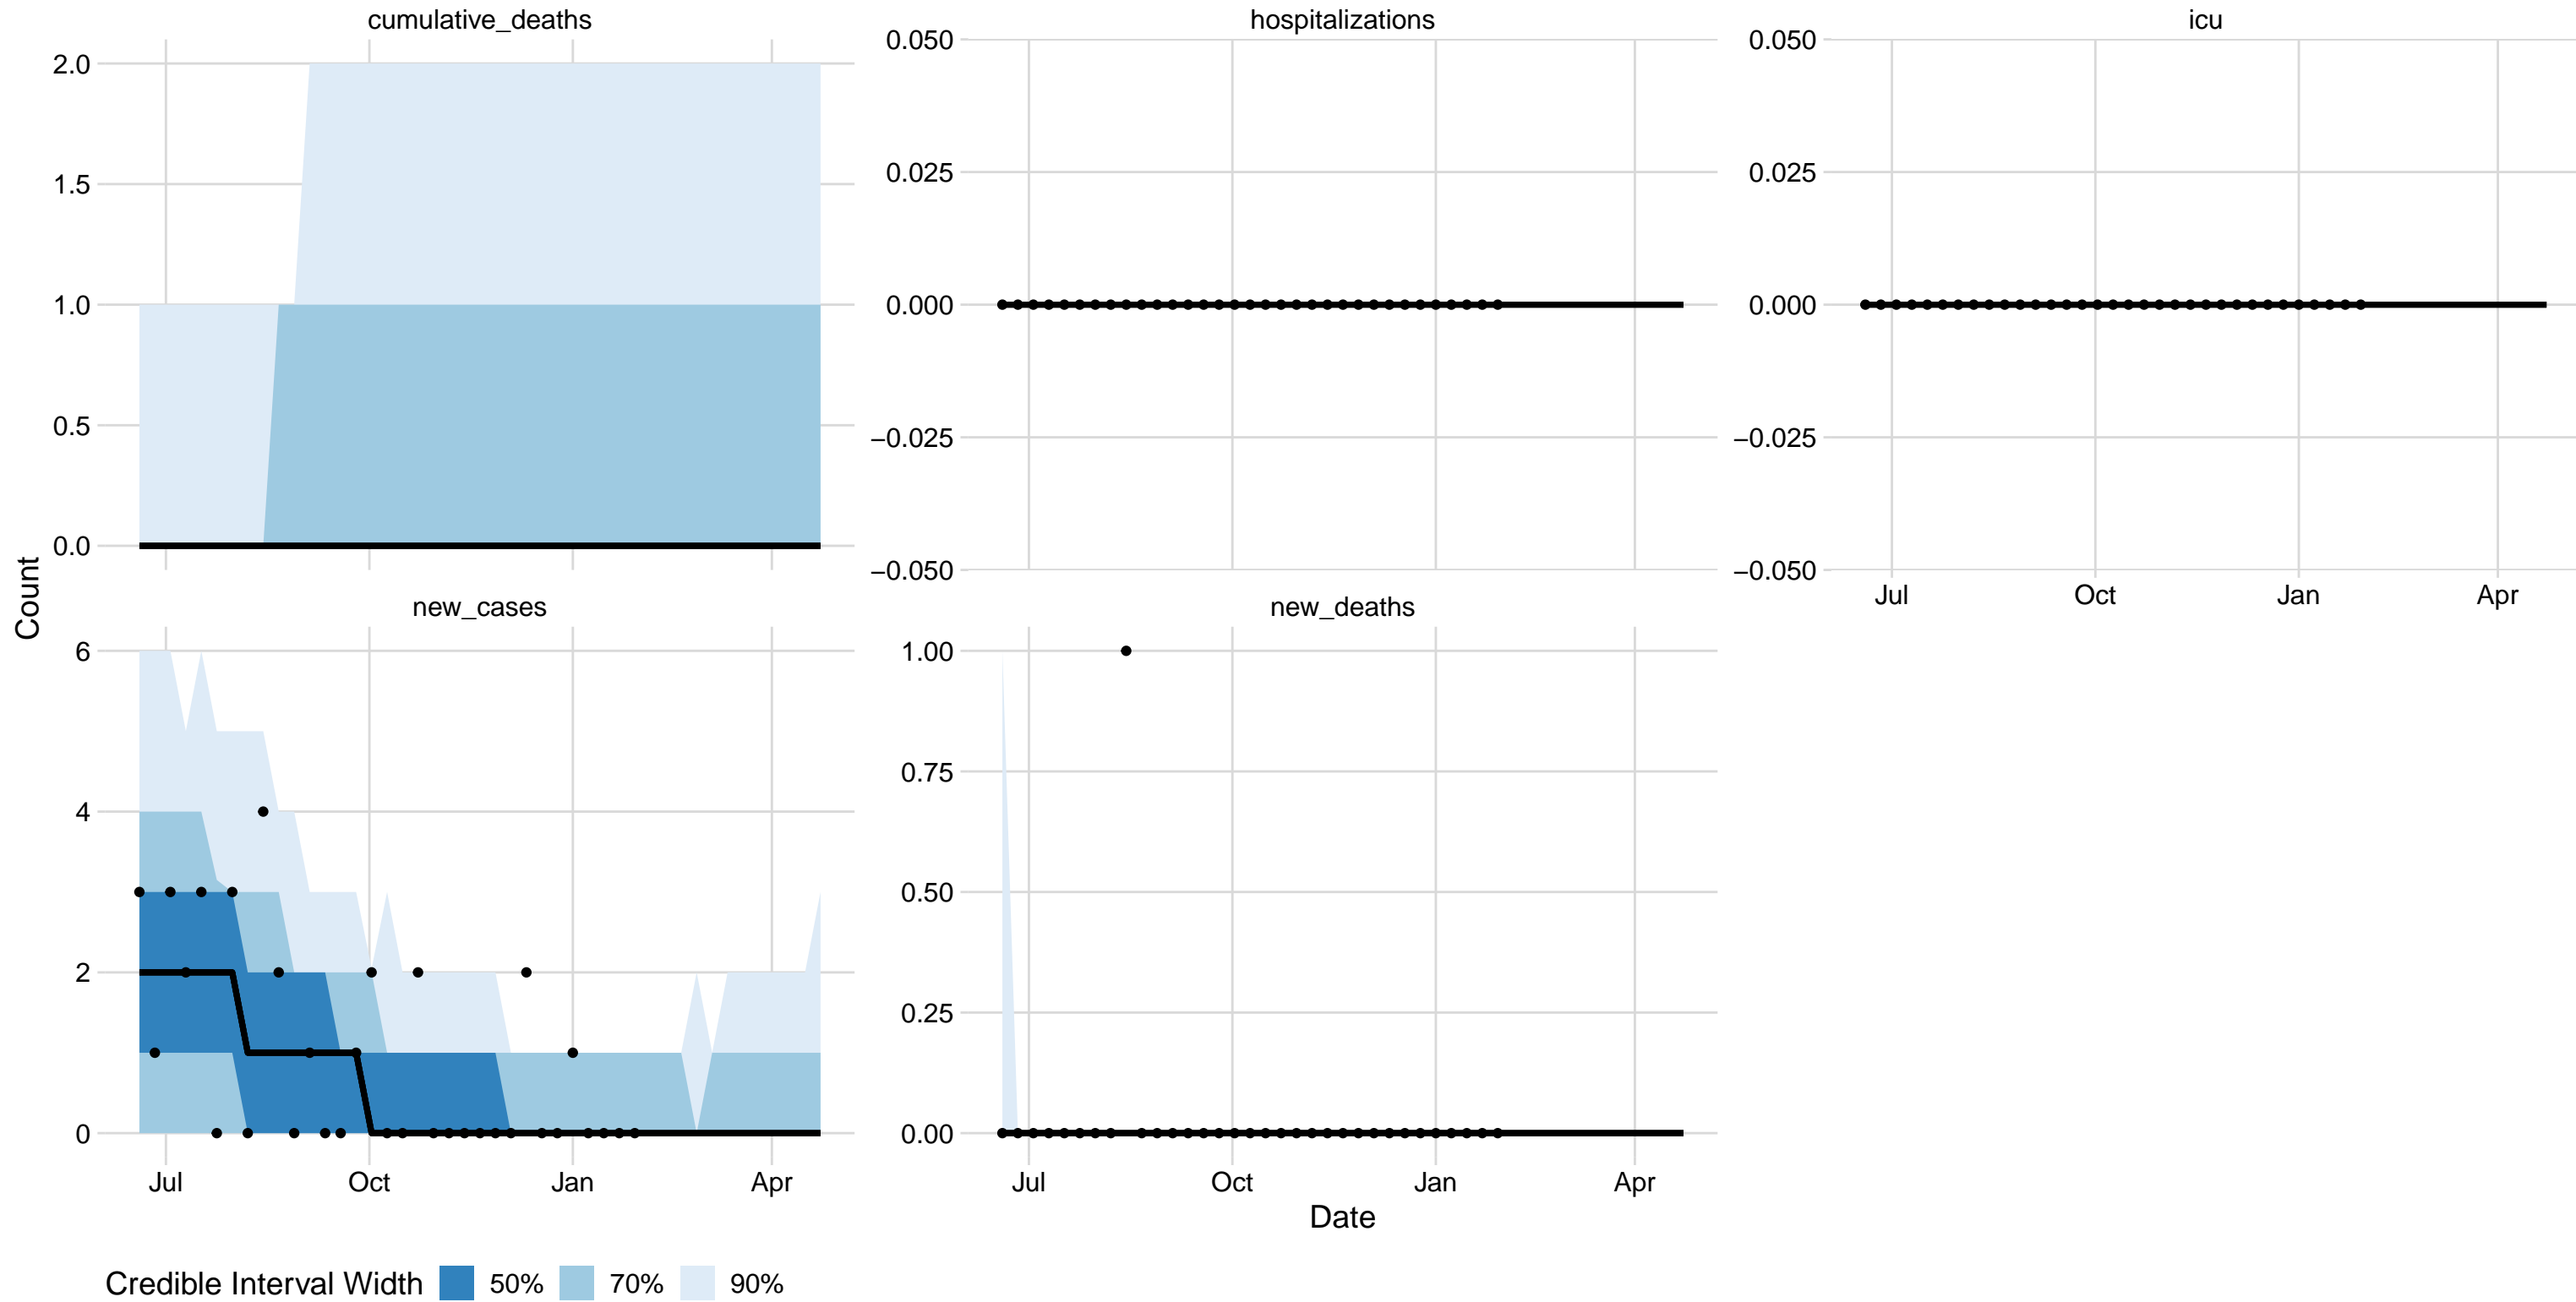 cumulative_deaths hospitalizations icu
2.0 0.050 0.050
1.5 0.025 0.025
1.0 0.000 0.000
0.5 −0.025 −0.025
0.0 −0.050 −0.050
Jul Oct Jan Apr
Count
new_cases new_deaths
6 1.00
0.75
4
0.50
2
0.25
0 0.00
Jul Oct Jan Apr Jul Oct Jan Apr
Date
Credible Interval Width 50% 70% 90%